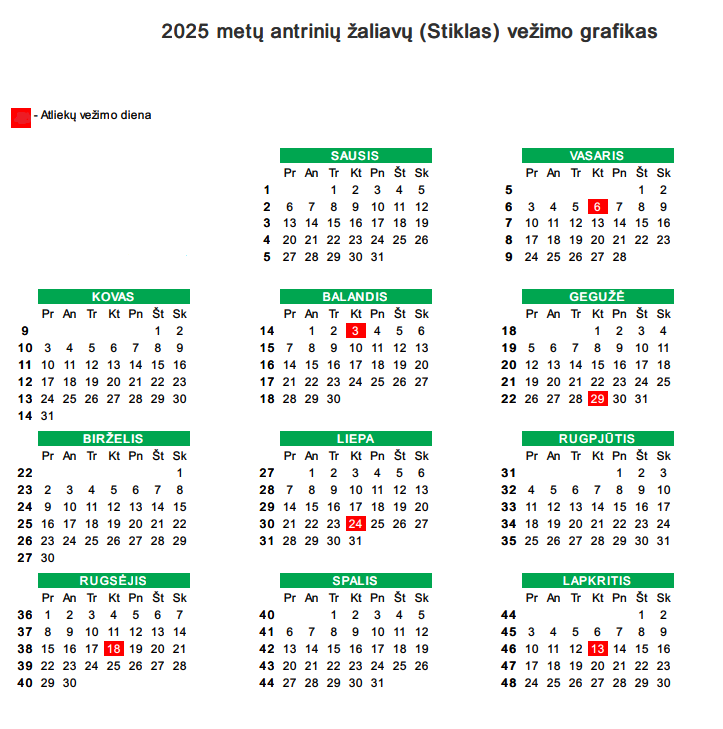 2025 metų antrinių žaliavų (Stiklas) vežimo grafikas
- Atliekų vežimo diena
SAUSIS
Pr An Tr Kt Pn Št Sk
1 1 2 3 4 5
2 6 7 8 9 10 11 12
3 13 14 15 16 17 18 19
4 20 21 22 23 24 25 26
5 27 28 29 30 31
VASARIS
Pr An Tr Kt Pn Št Sk
5 1 2
6 3 4 5 6 7 8 9
7 10 11 12 13 14 15 16
8 17 18 19 20 21 22 23
9 24 25 26 27 28
KOVAS
Pr An Tr Kt Pn Št Sk
9 1 2
10 3 4 5 6 7 8 9
11 10 11 12 13 14 15 16
12 17 18 19 20 21 22 23
13 24 25 26 27 28 29 30
14 31
BALANDIS
Pr An Tr Kt Pn Št Sk
14 1 2 3 4 5 6
15 7 8 9 10 11 12 13
16 14 15 16 17 18 19 20
17 21 22 23 24 25 26 27
18 28 29 30
GEGUŽĖ
Pr An Tr Kt Pn Št Sk
18 1 2 3 4
19 5 6 7 8 9 10 11
20 12 13 14 15 16 17 18
21 19 20 21 22 23 24 25
22 26 27 28 29 30 31
BIRŽELIS
Pr An Tr Kt Pn Št Sk
22 1
23 2 3 4 5 6 7 8
24 9 10 11 12 13 14 15
25 16 17 18 19 20 21 22
26 23 24 25 26 27 28 29
27 30
LIEPA
Pr An Tr Kt Pn Št Sk
27 1 2 3 4 5 6
28 7 8 9 10 11 12 13
29 14 15 16 17 18 19 20
30 21 22 23 24 25 26 27
31 28 29 30 31
RUGPJŪTIS
Pr An Tr Kt Pn Št Sk
31 1 2 3
32 4 5 6 7 8 9 10
33 11 12 13 14 15 16 17
34 18 19 20 21 22 23 24
35 25 26 27 28 29 30 31
RUGSĖJIS
Pr An Tr Kt Pn Št Sk
36 1 2 3 4 5 6 7
37 8 9 10 11 12 13 14
38 15 16 17 18 19 20 21
39 22 23 24 25 26 27 28
40 29 30
SPALIS
Pr An Tr Kt Pn Št Sk
40 1 2 3 4 5
41 6 7 8 9 10 11 12
42 13 14 15 16 17 18 19
43 20 21 22 23 24 25 26
44 27 28 29 30 31
LAPKRITIS
Pr An Tr Kt Pn Št Sk
44 1 2
45 3 4 5 6 7 8 9
46 10 11 12 13 14 15 16
47 17 18 19 20 21 22 23
48 24 25 26 27 28 29 30